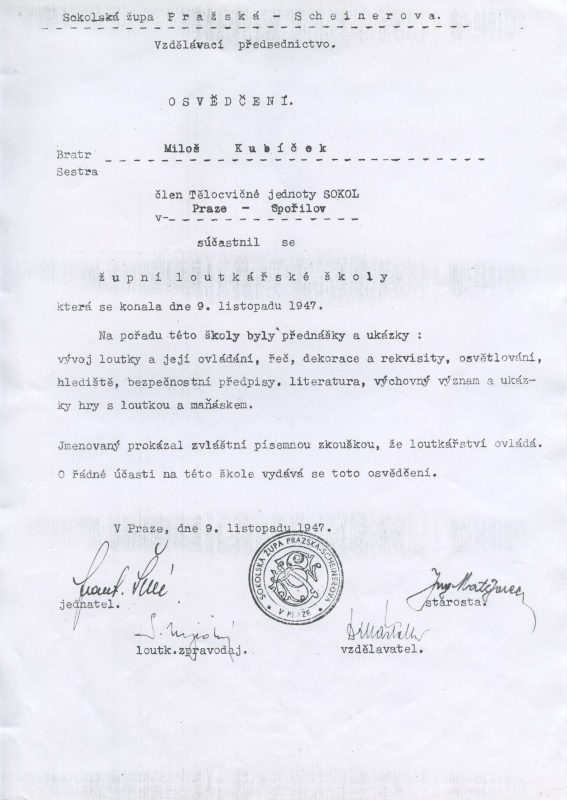 Sokolská župa Pražská - Scheinerova.
Vzdělávací předsednictvo.
OSVĚDČENÍ.
Bratr Miloš Kubíček
Sestra
člen Tělocvičné jednoty SOKOL
v Praze - Spořilov
súčastnil se
župní loutkářské školy
která se konala dne 9. listopadu 1947.
Na pořadu této školy byly přednášky a ukázky :
vývoj loutky a její ovládání, řeč, dekorace a rekvisity, osvětlování,
hlediště, bezpečnostní předpisy. literatura, výchovný význam a ukáz-
ky hry s loutkou a maňáskem.
Jmenovaný prokázal zvláštní písemnou zkouškou, že loutkářství ovládá.
O řádné účasti na této škole vydává se toto osvědčení.
V Praze, dne 9. listopadu 1947.
SOKOLSKÁ ŽUPA PRAŽSKÁ-SCHEINEROVA
V PRAZE
jednatel.
starosta.
loutk.zpravodaj.
vzdělavatel.